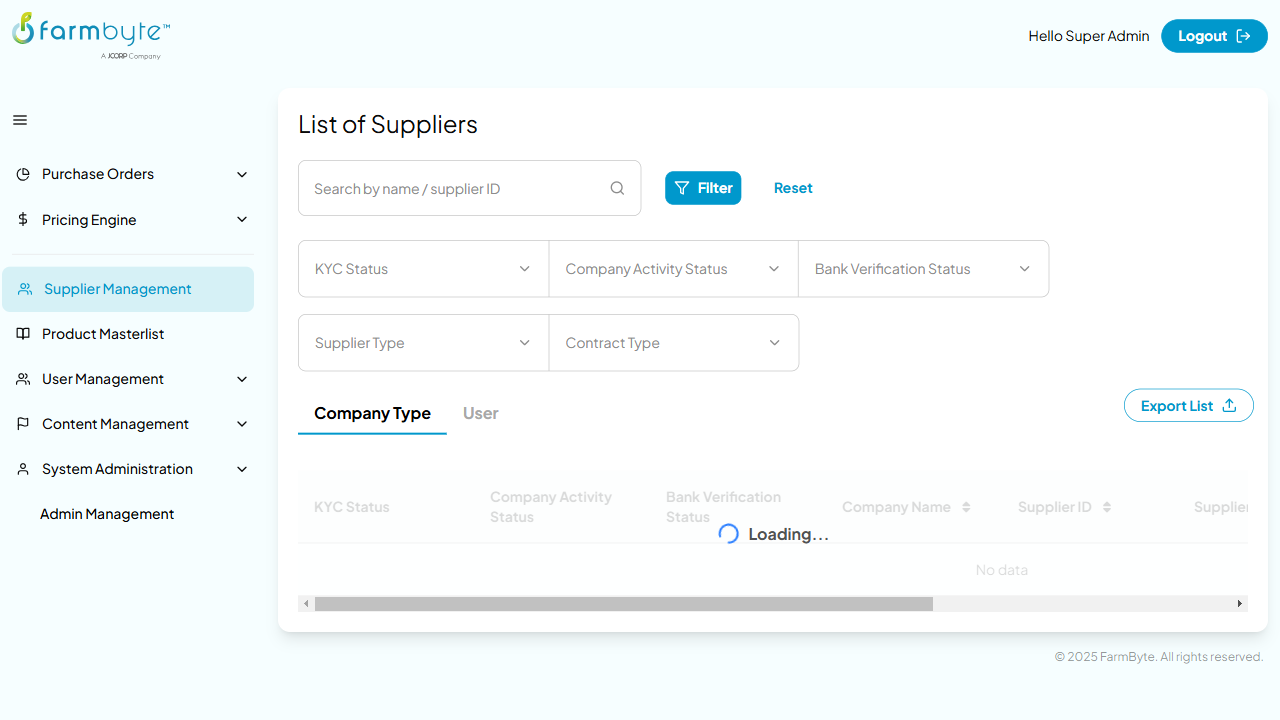 farmbyte™
A JCORP Company
Hello Super Admin
Logout
List of Suppliers
Purchase Orders
Pricing Engine
Supplier Management
Product Masterlist
User Management
Content Management
System Administration
Admin Management
Search by name / supplier ID
Filter
Reset
KYC Status
Company Activity Status
Bank Verification Status
Supplier Type
Contract Type
Company Type
User
Export List
KYC Status
Company Activity
Status
Bank Verification
Status
Company Name
Supplier ID
Supplier
Loading...
No data
© 2025 FarmByte. All rights reserved.